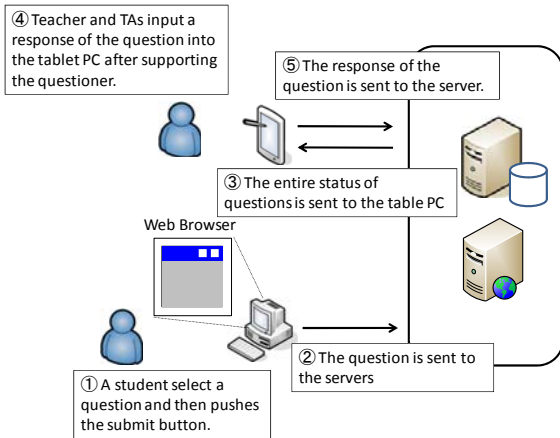 ④ Teacher and TAs input a
response of the question into
the tablet PC after supporting
the questioner.
⑤ The response of the
question is sent to the server.
③ The entire status of
questions is sent to the table PC
Web Browser
② The question is sent to
the servers
① A student select a
question and then pushes
the submit button.